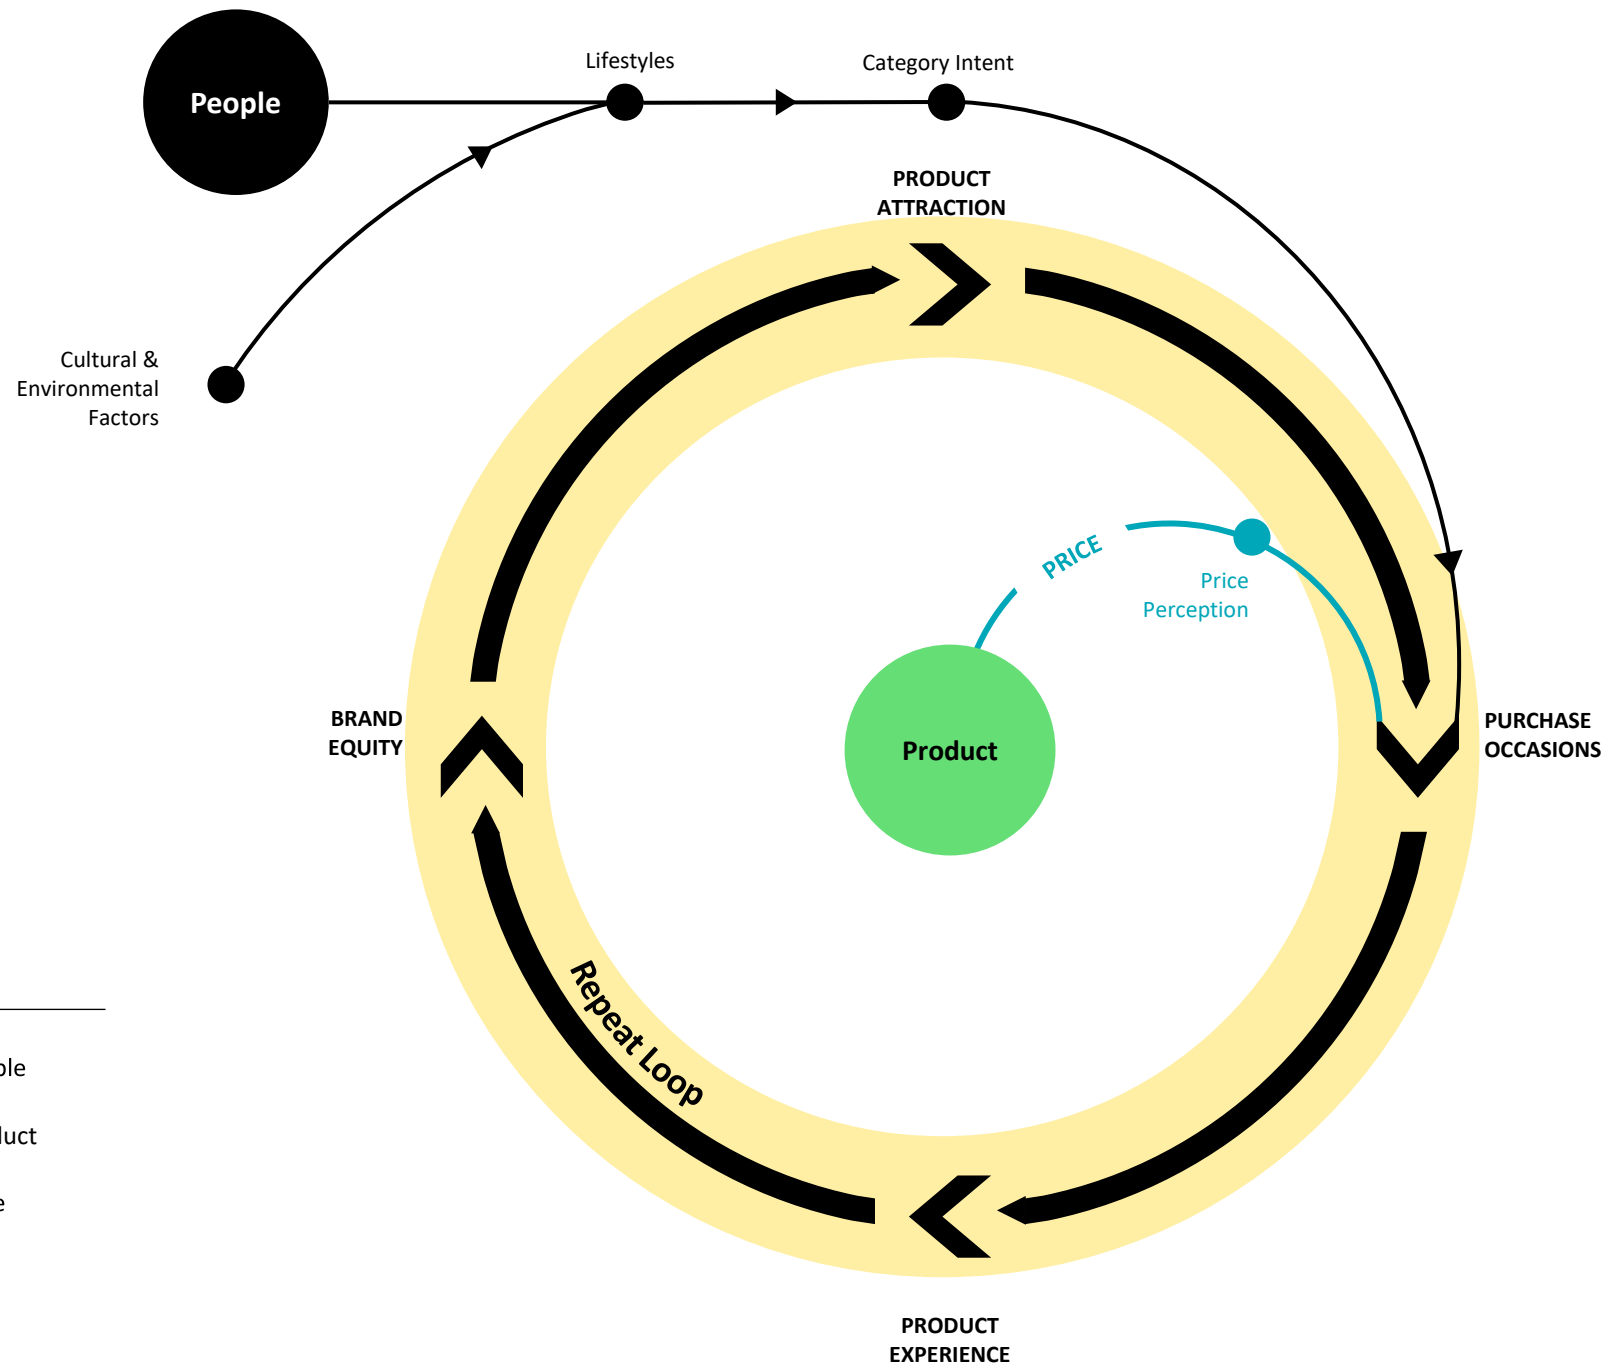 People
Lifestyles
Category Intent
PRODUCT
ATTRACTION
Cultural &
Environmental
Factors
PRICE
Price
Perception
BRAND
EQUITY
Product
PURCHASE
OCCASIONS
Repeat Loop
PRODUCT
EXPERIENCE